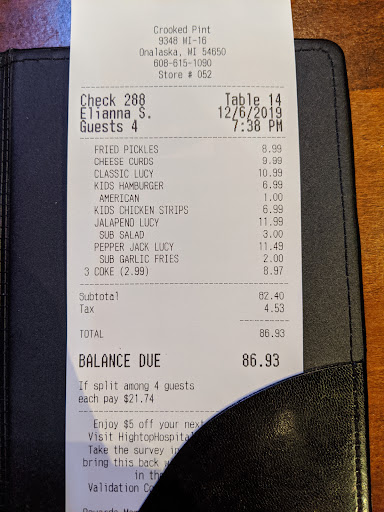 Crooked Pint
9348 WI-16
Onalaska, WI 54650
608-615-1090
Store # 052
Check 288 Table 14
Elianna S. 12/6/2019
Guests 4 7:38 PM
FRIED PICKLES 8.99
CHEESE CURDS 9.99
CLASSIC LUCY 10.99
KIDS HAMBURGER 6.99
AMERICAN 1.00
KIDS CHICKEN STRIPS 6.99
JALAPENO LUCY 11.99
SUB SALAD 3.00
PEPPER JACK LUCY 11.49
SUB GARLIC FRIES 2.00
3 COKE (2.99) 8.97
Subtotal 82.40
Tax 4.53
TOTAL 86.93
BALANCE DUE 86.93
If split among 4 guests
each pay $21.74
Enjoy $5 off your next
Visit HightopHospital
Take the survey in
bring this back
in th
Validation Co